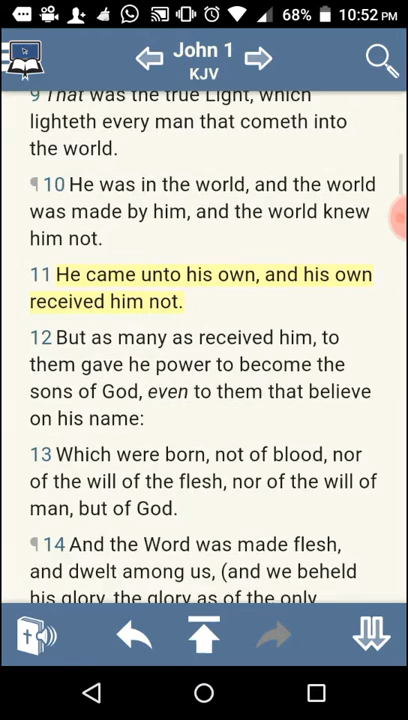 68% 10:52 PM
John 1
KJV
9 That was the true Light, which
lighteth every man that cometh into
the world.
¶ 10 He was in the world, and the world
was made by him, and the world knew
him not.
11 He came unto his own, and his own
received him not.
12 But as many as received him, to
them gave he power to become the
sons of God, even to them that believe
on his name:
13 Which were born, not of blood, nor
of the will of the flesh, nor of the will of
man, but of God.
¶ 14 And the Word was made flesh,
and dwelt among us, (and we beheld
his glory, the glory as of the only